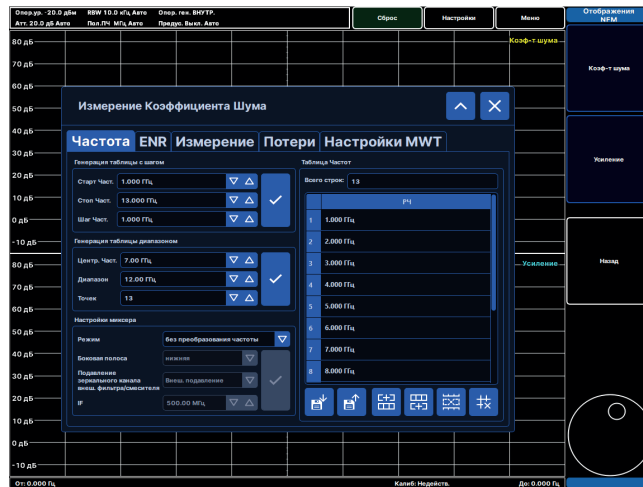 Опор.ур. -20.0 дБм RBW 10.0 кГц Авто Опор. ген. ВНУТР.
Атт. 20.0 дБ Авто Пол.ПЧ МГц Авто Предус. Выкл. Авто
Сброс
Настройки
Меню
Отображения
NFM
80 дБ
Коэф-т шума
70 дБ
60 дБ
50 дБ
40 дБ
30 дБ
20 дБ
10 дБ
0 дБ
-10 дБ
80 дБ
Усиление
70 дБ
60 дБ
50 дБ
40 дБ
30 дБ
20 дБ
10 дБ
0 дБ
-10 дБ
Измерение Коэффициента Шума
Частота ENR Измерение Потери Настройки MWT
Генерация таблицы с шагом
Старт Част. 1.000 ГГц
Стоп Част. 13.000 ГГц
Шаг Част. 1.000 ГГц
Генерация таблицы диапазоном
Центр. Част. 7.00 ГГц
Диапазон 12.00 ГГц
Точек 13
Настройки миксера
Режим без преобразования частоты
Боковая полоса нижняя
Подавление
зеркального канала
внеш. фильтра/смесителя
Внеш. подавление
IF 500.00 МГц
Таблица Частот
Всего строк: 13
РЧ
1 1.000 ГГц
2 2.000 ГГц
3 3.000 ГГц
4 4.000 ГГц
5 5.000 ГГц
6 6.000 ГГц
7 7.000 ГГц
8 8.000 ГГц
Коэф-т шума
Усиление
Назад
От: 0.000 Гц
Калиб: Недейств.
До: 0.000 Гц